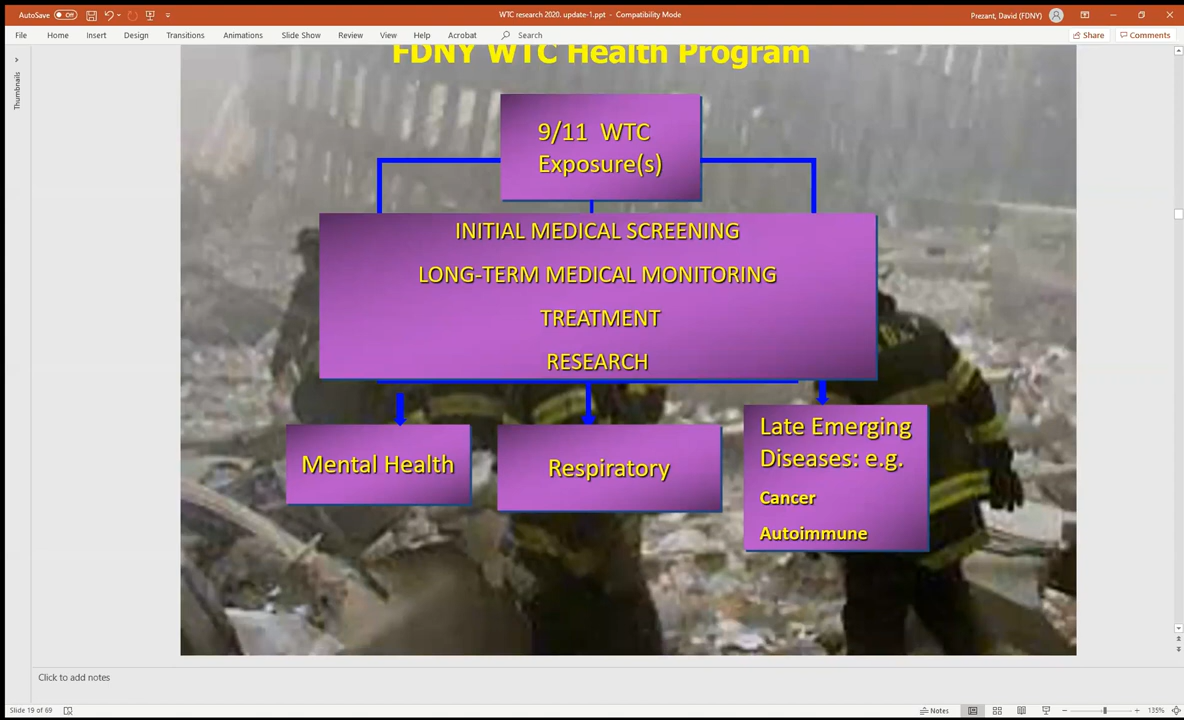 AutoSave Off
WTC research 2020. update-1.ppt - Compatibility Mode
Prezant, David (FDNY)
File Home Insert Design Transitions Animations Slide Show Review View Help Acrobat Search
Share Comments
Thumbnails
FDNY WTC Health Program
9/11 WTC
Exposure(s)
INITIAL MEDICAL SCREENING
LONG-TERM MEDICAL MONITORING
TREATMENT
RESEARCH
Mental Health
Respiratory
Late Emerging
Diseases: e.g.
Cancer
Autoimmune
Click to add notes
Slide 19 of 69
Notes
135%